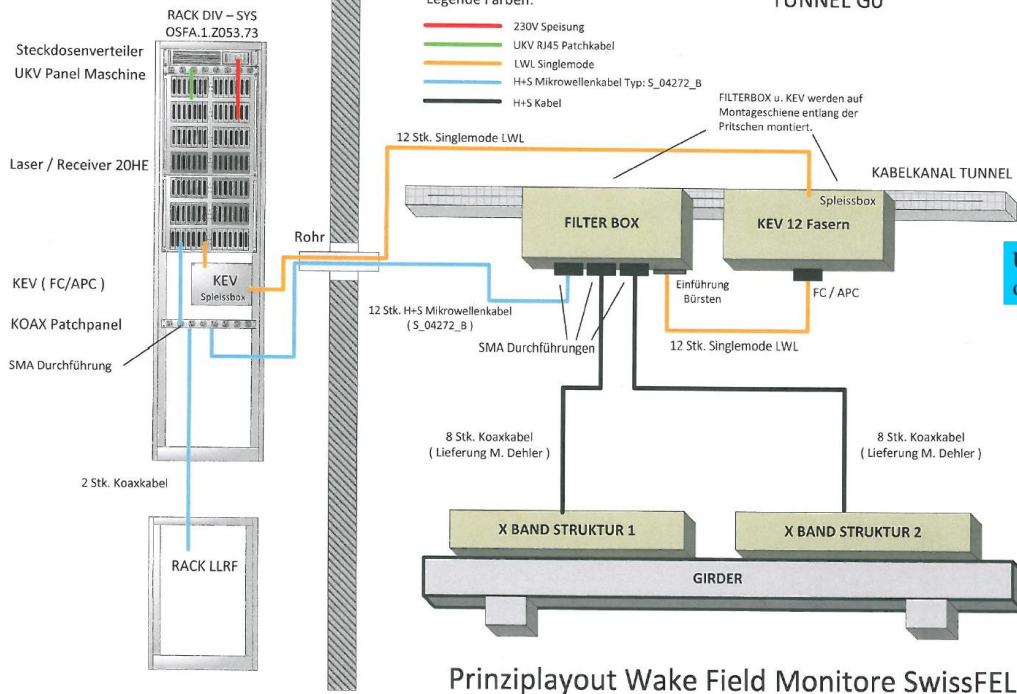 Legende Farben:
TUNNEL G0
RACK DIV – SYS
OSFA.1.Z053.73
Steckdosenverteiler
UKV Panel Maschine
230V Speisung
UKV RJ45 Patchkabel
LWL Singlemode
H+S Mikrowellenkabel Typ: S_04272_B
H+S Kabel
FILTERBOX u. KEV werden auf
Montageschiene entlang der
Pritschen montiert.
12 Stk. Singlemode LWL
Laser / Receiver 20HE
KABELKANAL TUNNEL
Spleissbox
FILTER BOX
KEV 12 Fasern
Rohr
KEV ( FC/APC )
KEV
Spleissbox
Einführung
Bürsten
FC / APC
12 Stk. H+S Mikrowellenkabel
( S_04272_B )
KOAX Patchpanel
SMA Durchführungen
12 Stk. Singlemode LWL
SMA Durchführung
8 Stk. Koaxkabel
( Lieferung M. Dehler )
8 Stk. Koaxkabel
( Lieferung M. Dehler )
2 Stk. Koaxkabel
X BAND STRUKTUR 1
X BAND STRUKTUR 2
RACK LLRF
GIRDER
Prinziplayout Wake Field Monitore SwissFEL